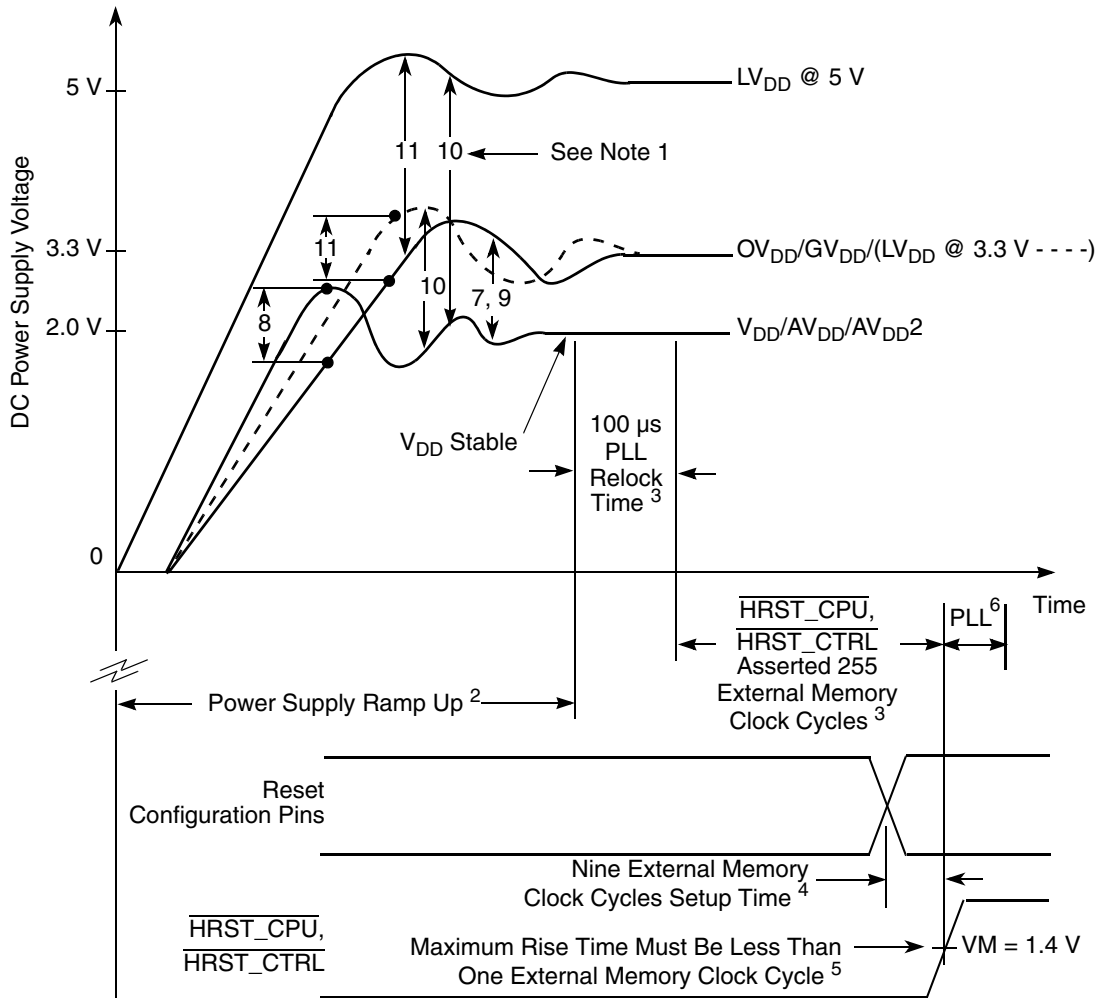 DC Power Supply Voltage
5 V
3.3 V
2.0 V
0
LVDD @ 5 V
11
10
See Note 1
11
10
7, 9
8
OVDD/GVDD/(LVDD @ 3.3 V - - - -)
VDD/AVDD/AVDD2
VDD Stable
100 µs
PLL
Relock
Time 3
Time
HRST_CPU,
HRST_CTRL
Asserted 255
External Memory
Clock Cycles 3
PLL6
Power Supply Ramp Up 2
Reset
Configuration Pins
Nine External Memory
Clock Cycles Setup Time 4
HRST_CPU,
HRST_CTRL
Maximum Rise Time Must Be Less Than
One External Memory Clock Cycle 5
VM = 1.4 V